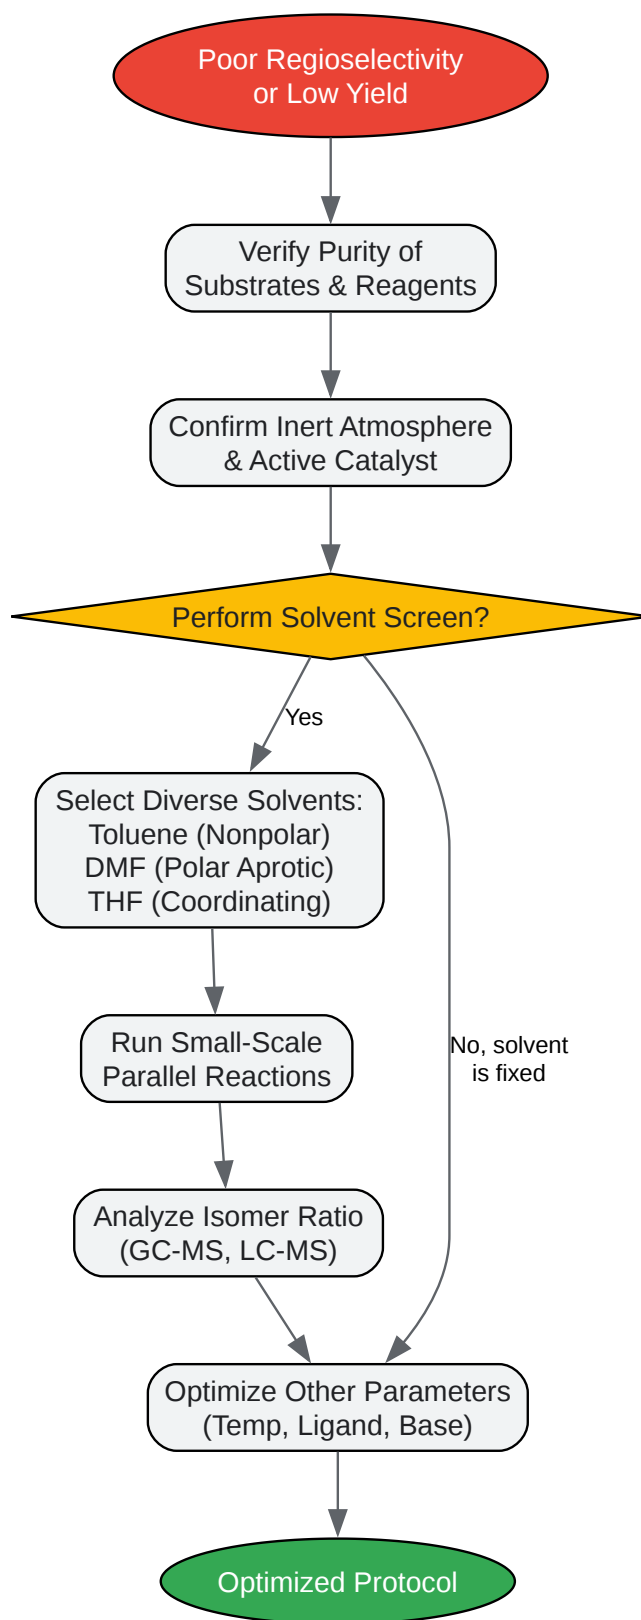 Poor Regioselectivity
or Low Yield
Verify Purity of
Substrates & Reagents
Confirm Inert Atmosphere
& Active Catalyst
Perform Solvent Screen?
Yes
Select Diverse Solvents:
Toluene (Nonpolar)
DMF (Polar Aprotic)
THF (Coordinating)
Run Small-Scale
Parallel Reactions
No, solvent
is fixed
Analyze Isomer Ratio
(GC-MS, LC-MS)
Optimize Other Parameters
(Temp, Ligand, Base)
Optimized Protocol